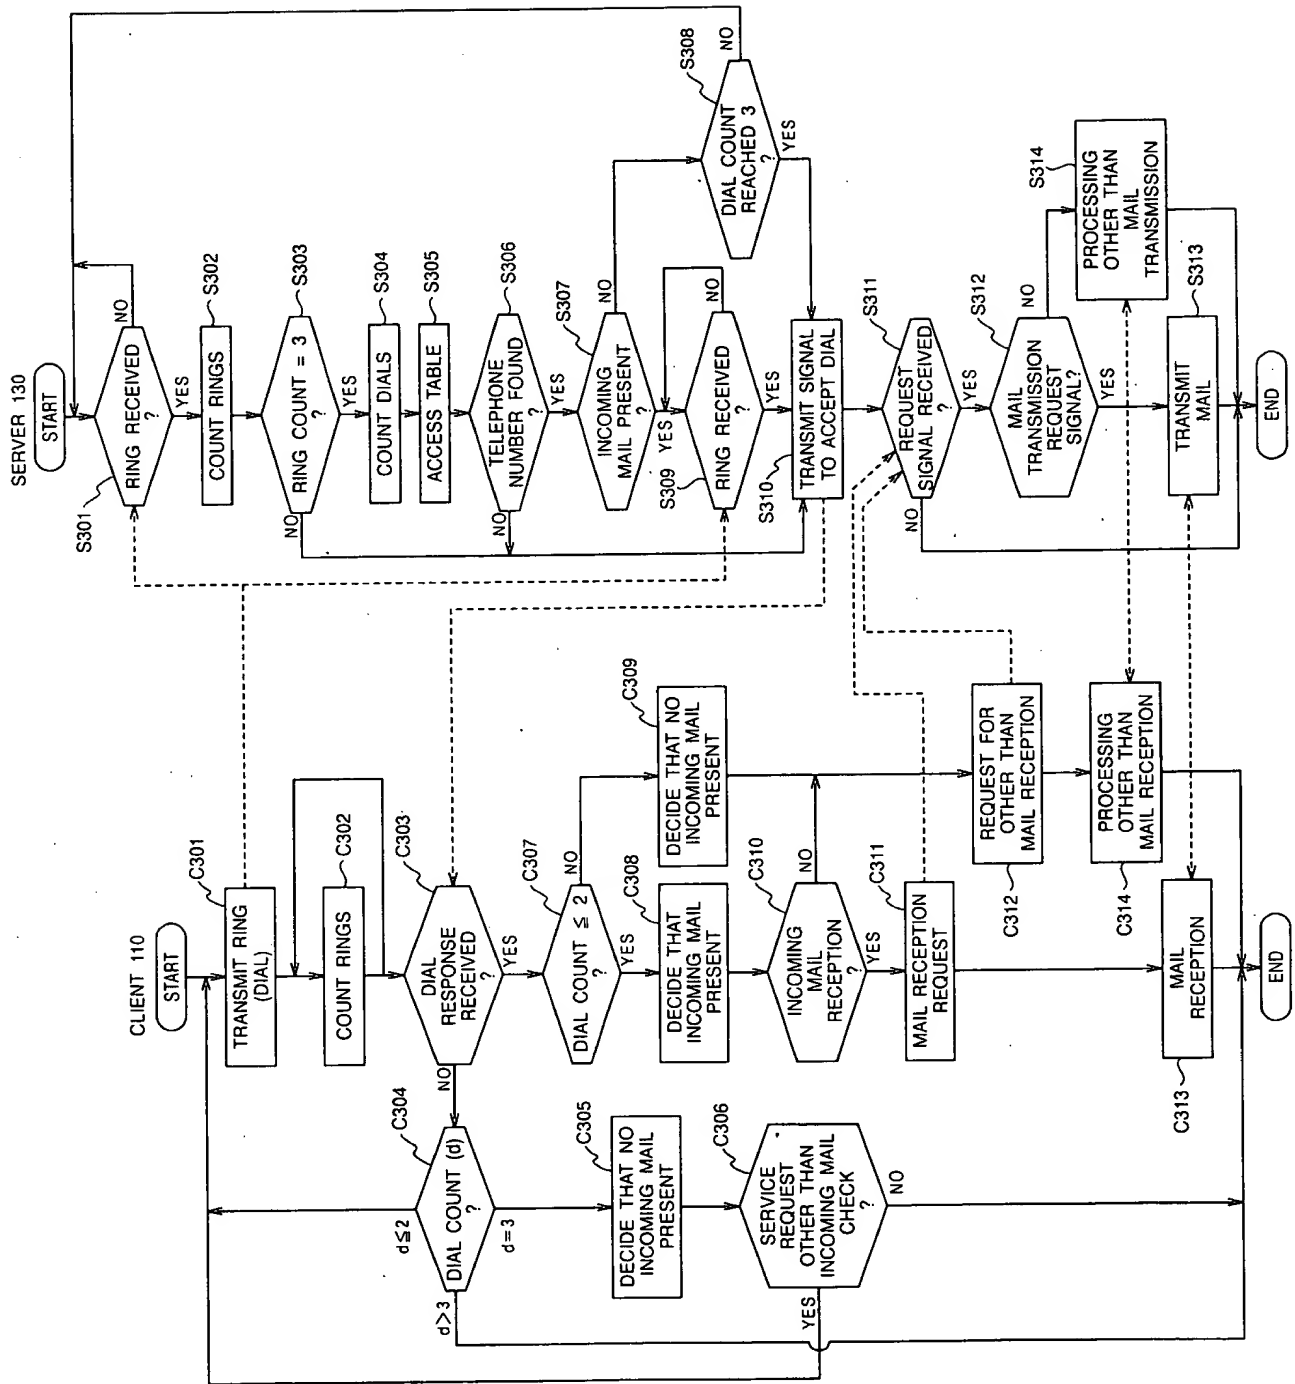 CLIENT 110
START
C301
TRANSMIT RING
(DIAL)
C302
COUNT RINGS
C303
DIAL
RESPONSE
RECEIVED
?
YES
NO
C304
DIAL COUNT (d)
?
d≦2
d=3
d>3
C305
DECIDE THAT NO
INCOMING MAIL
PRESENT
C306
SERVICE
REQUEST
OTHER THAN
INCOMING MAIL
CHECK
?
YES
NO
C307
DIAL COUNT ≦ 2
?
YES
NO
C308
DECIDE THAT
INCOMING MAIL
PRESENT
C309
DECIDE THAT NO
INCOMING MAIL
PRESENT
C310
INCOMING
MAIL
RECEPTION
?
YES
NO
C311
MAIL RECEPTION
REQUEST
C312
REQUEST FOR
OTHER THAN
MAIL RECEPTION
C314
PROCESSING
OTHER THAN
MAIL RECEPTION
C313
MAIL
RECEPTION
END
SERVER 130
START
S301
RING RECEIVED
?
YES
NO
S302
COUNT RINGS
S303
RING COUNT = 3
?
YES
NO
S304
COUNT DIALS
S305
ACCESS TABLE
S306
TELEPHONE
NUMBER FOUND
?
YES
NO
S307
INCOMING
MAIL PRESENT
?
YES
NO
S308
DIAL COUNT
REACHED 3
?
YES
NO
S309
RING RECEIVED
?
YES
NO
S310
TRANSMIT SIGNAL
TO ACCEPT DIAL
S311
REQUEST
SIGNAL RECEIVED
?
YES
NO
S312
MAIL
TRANSMISSION
REQUEST
SIGNAL?
YES
NO
S314
PROCESSING
OTHER THAN
MAIL
TRANSMISSION
S313
TRANSMIT
MAIL
END